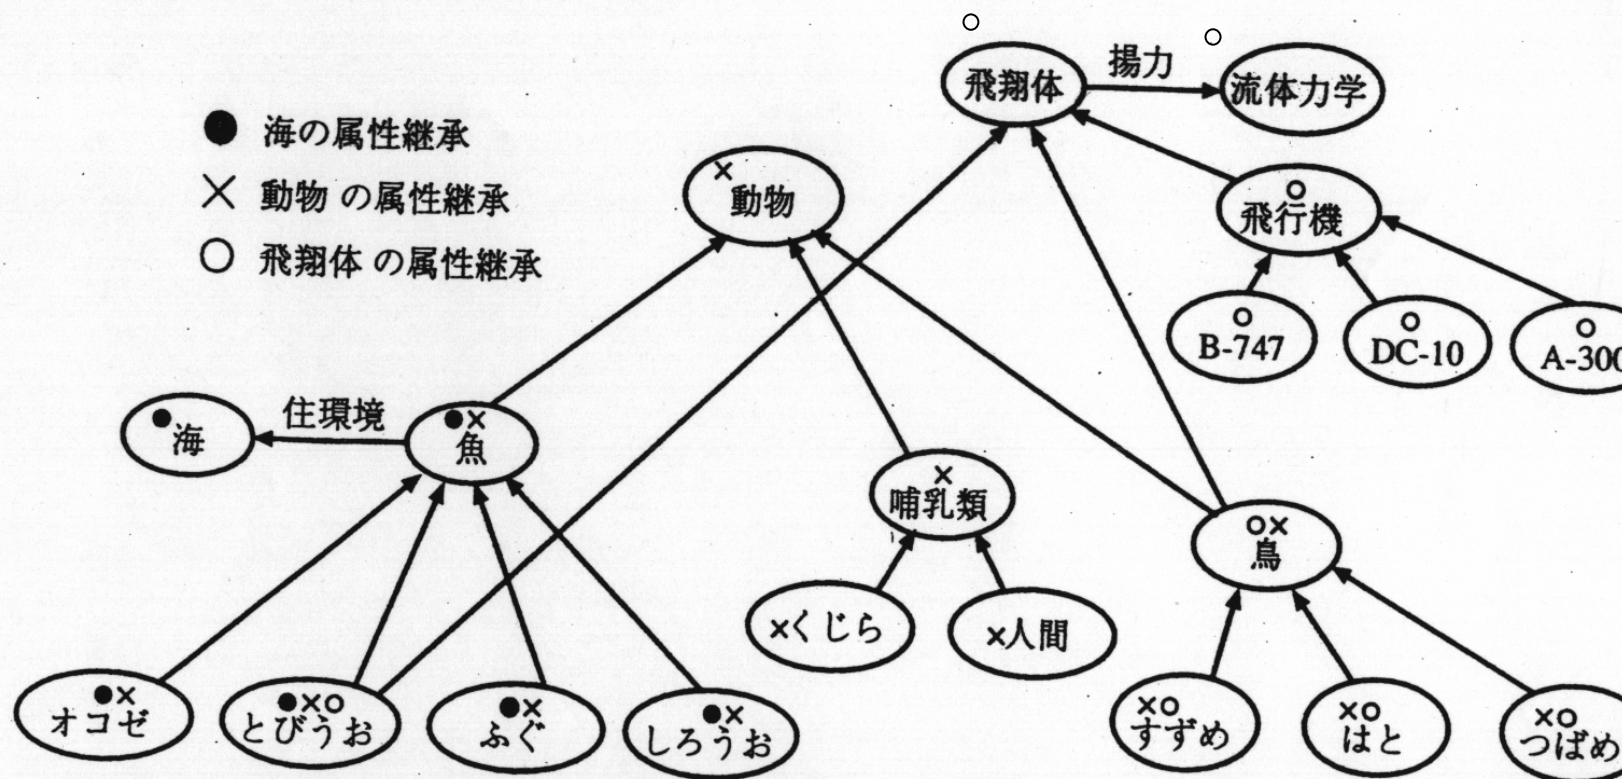 飛翔体
揚力
流体力学
● 海の属性継承
× 動物 の属性継承
○ 飛翔体 の属性継承
動物
飛行機
B-747
DC-10
A-300
海
住環境
魚
哺乳類
鳥
くじら
人間
オコゼ
とびうお
ふぐ
しろうお
すずめ
はと
つばめ